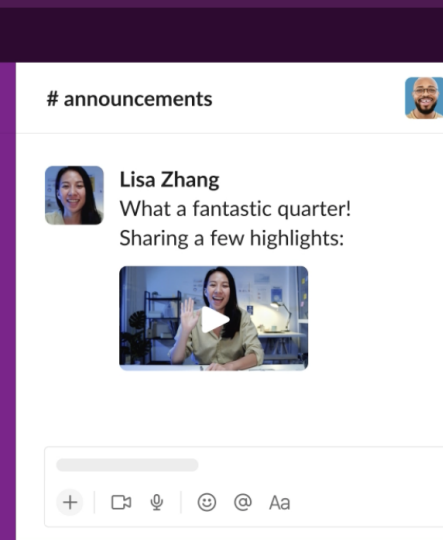 # announcements
Lisa Zhang
What a fantastic quarter!
Sharing a few highlights:
@
Aa